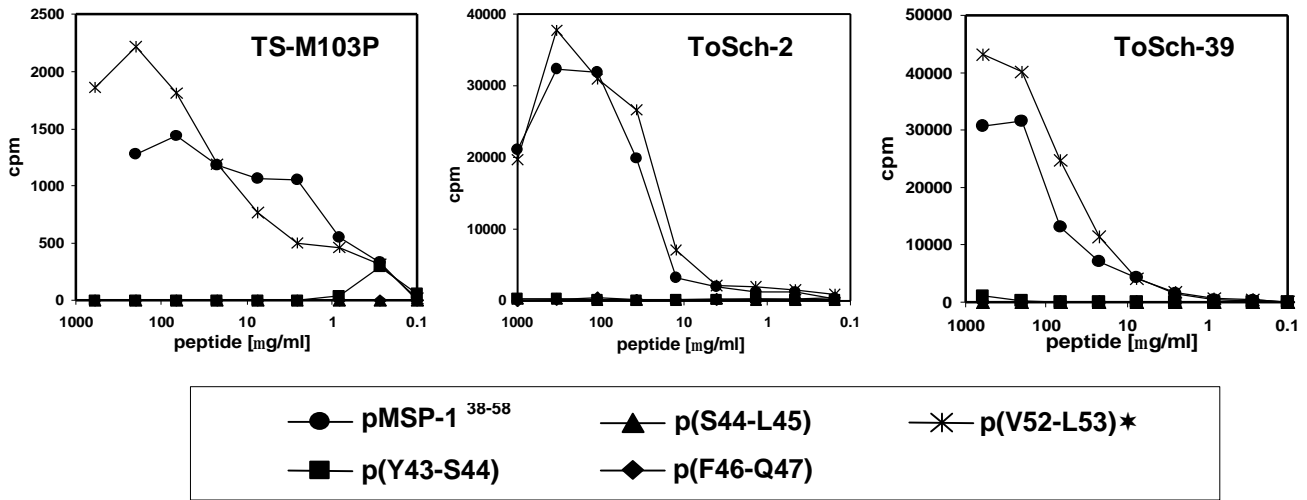 TS-M103P
2500
2000
1500
1000
500
0
cpm
1000 100 10 1 0.1
peptide [mg/ml]
ToSch-2
40000
30000
20000
10000
0
cpm
1000 100 10 1 0.1
peptide [mg/ml]
ToSch-39
50000
40000
30000
20000
10000
0
cpm
1000 100 10 1 0.1
peptide [mg/ml]
pMSP-1 38-58
p(S44-L45)
p(V52-L53)★
p(Y43-S44)
p(F46-Q47)